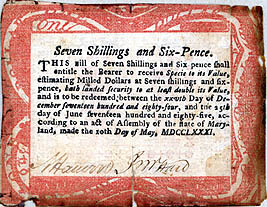 Seven Shillings and Six-Pence.
THIS Bill of Seven Shillings and Six pence shall
entitle the Bearer to receive Specie to its Value,
estimating Milled Dollars at Seven shillings and six-
pence, hath landed security to at least double its Value,
and is to be redeemed between the Day of De-
cember seventeen hundred and eighty-four, and the 25th
day of June seventeen hundred and eighty-five, acc-
ording to an act of Assembly of the State of Mary-
land, made the 10th Day of May, MDCCLXXXI.